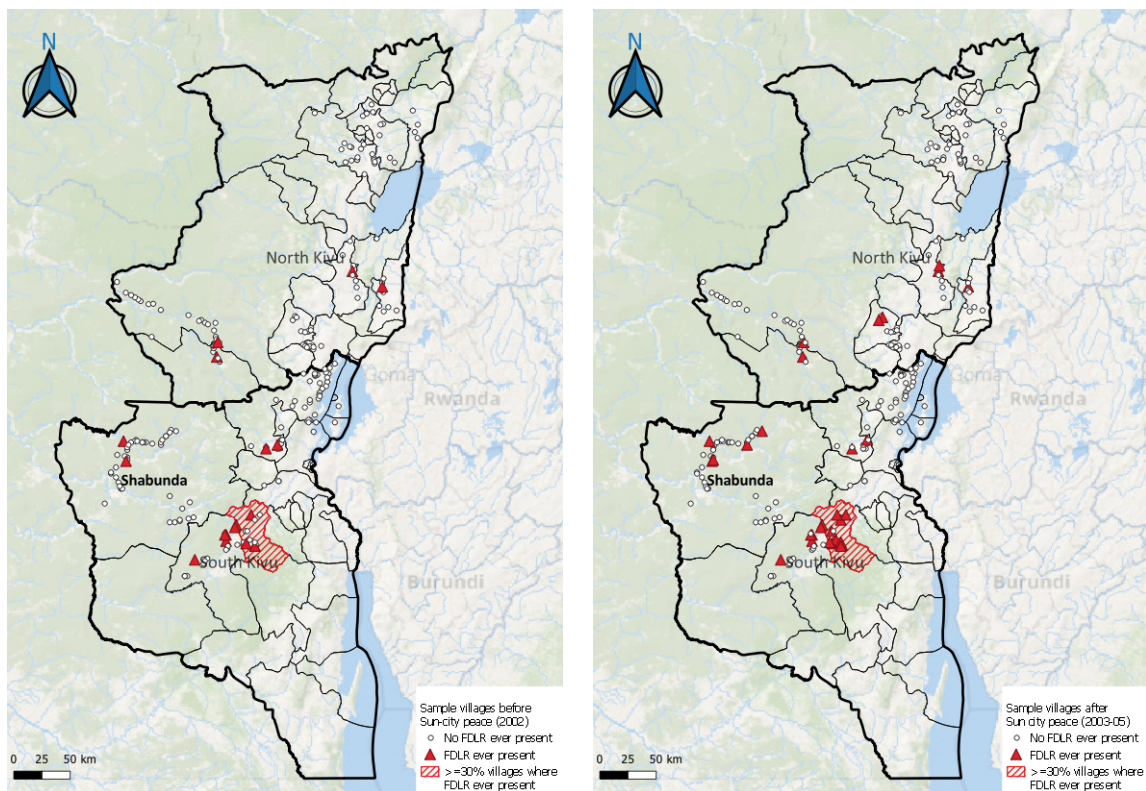 N
North Kivu
Goma
Rwanda
Shabunda
South Kivu
Burundi
0 25 50 km
Sample villages before
Sun-city peace (2002)
No FDLR ever present
FDLR ever present
>=30% villages where
FDLR ever present
N
North Kivu
Goma
Rwanda
Shabunda
South Kivu
Burundi
0 25 50 km
Sample villages after
Sun city peace (2003-05)
No FDLR ever present
FDLR ever present
>=30% villages where
FDLR ever present